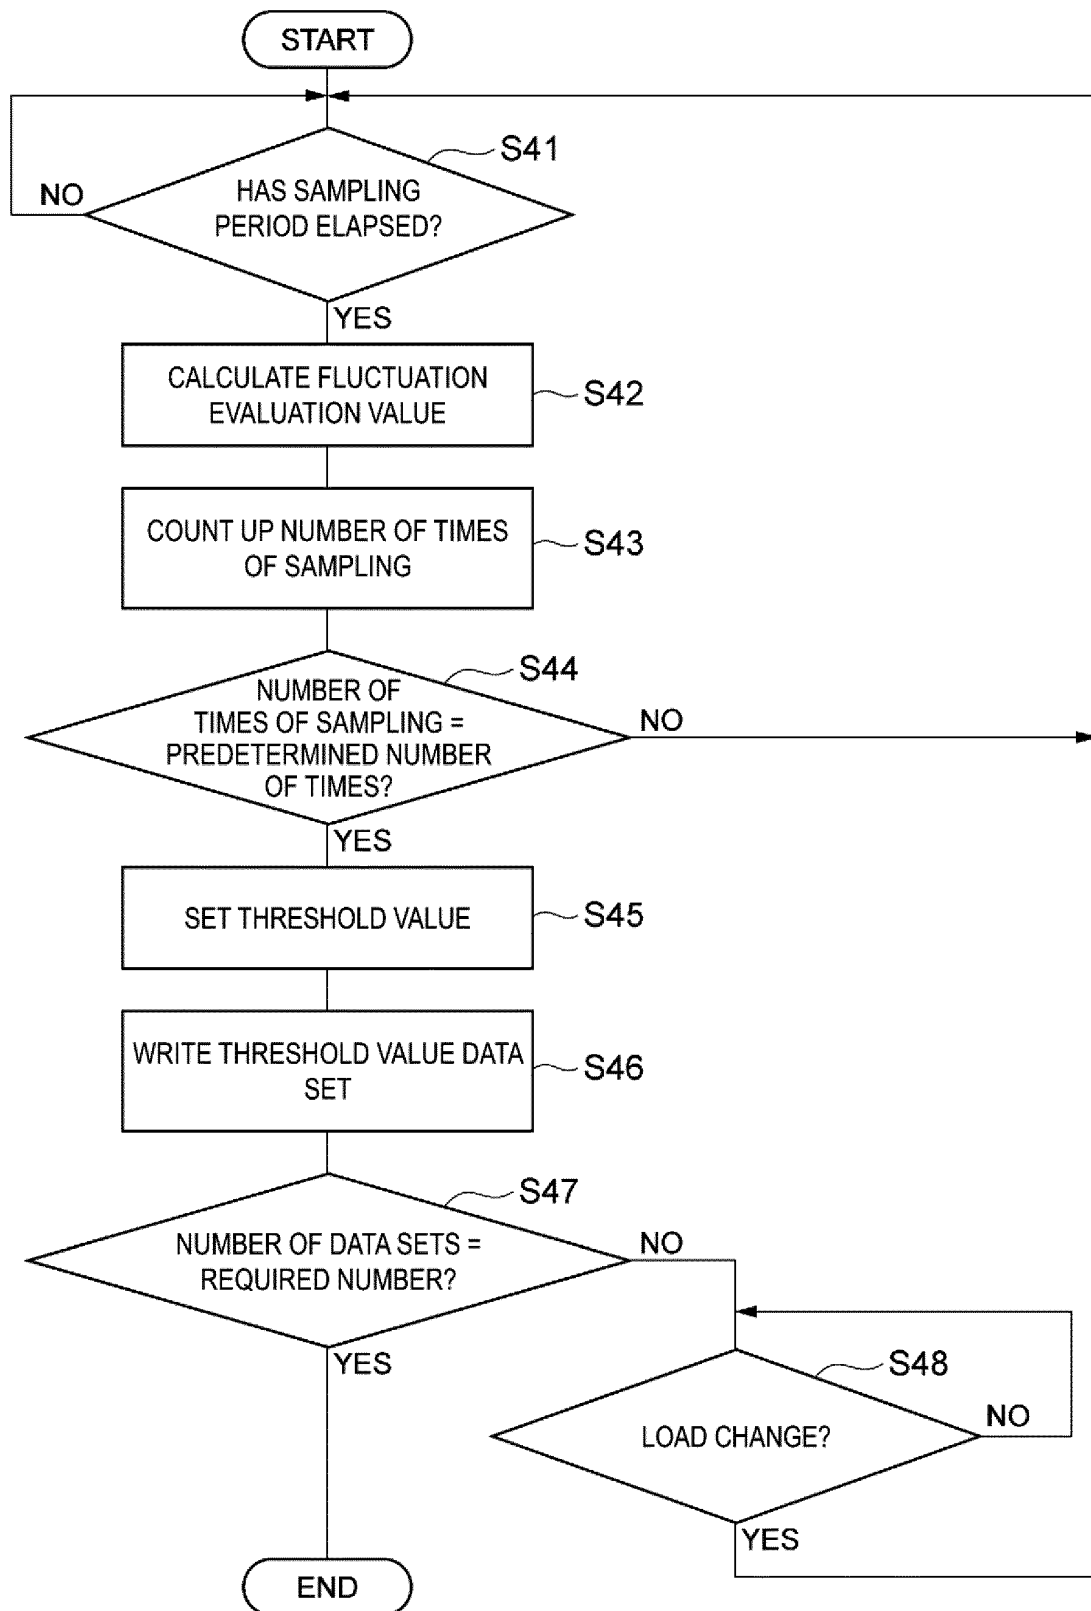 START
S41
HAS SAMPLING
PERIOD ELAPSED?
NO
YES
CALCULATE FLUCTUATION
EVALUATION VALUE
S42
COUNT UP NUMBER OF TIMES
OF SAMPLING
S43
S44
NUMBER OF
TIMES OF SAMPLING =
PREDETERMINED NUMBER
OF TIMES?
NO
YES
SET THRESHOLD VALUE
S45
WRITE THRESHOLD VALUE DATA
SET
S46
S47
NUMBER OF DATA SETS =
REQUIRED NUMBER?
NO
YES
S48
LOAD CHANGE?
NO
YES
END